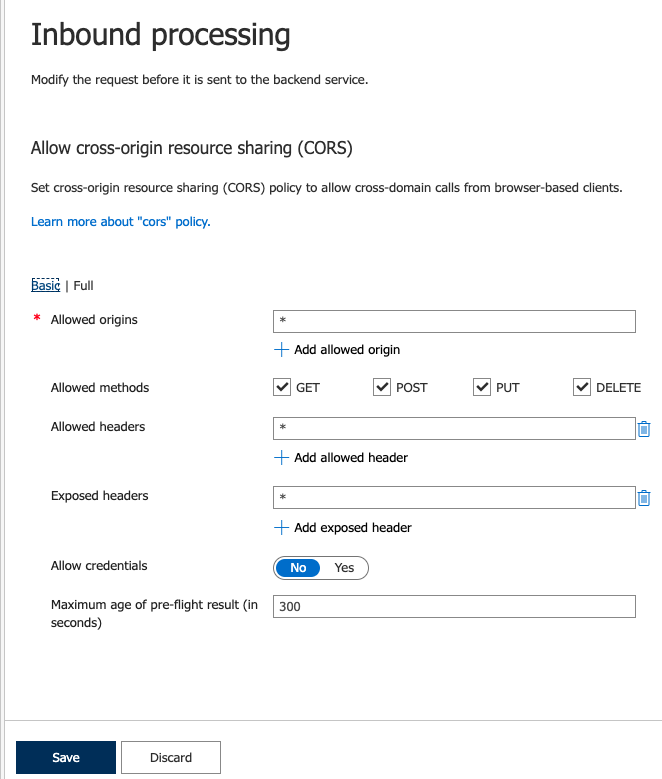 Inbound processing
Modify the request before it is sent to the backend service.
Allow cross-origin resource sharing (CORS)
Set cross-origin resource sharing (CORS) policy to allow cross-domain calls from browser-based clients.
Learn more about "cors" policy.
Basic | Full
* Allowed origins *
+ Add allowed origin
Allowed methods GET POST PUT DELETE
Allowed headers *
+ Add allowed header
Exposed headers *
+ Add exposed header
Allow credentials No Yes
Maximum age of pre-flight result (in 300
seconds)
Save Discard